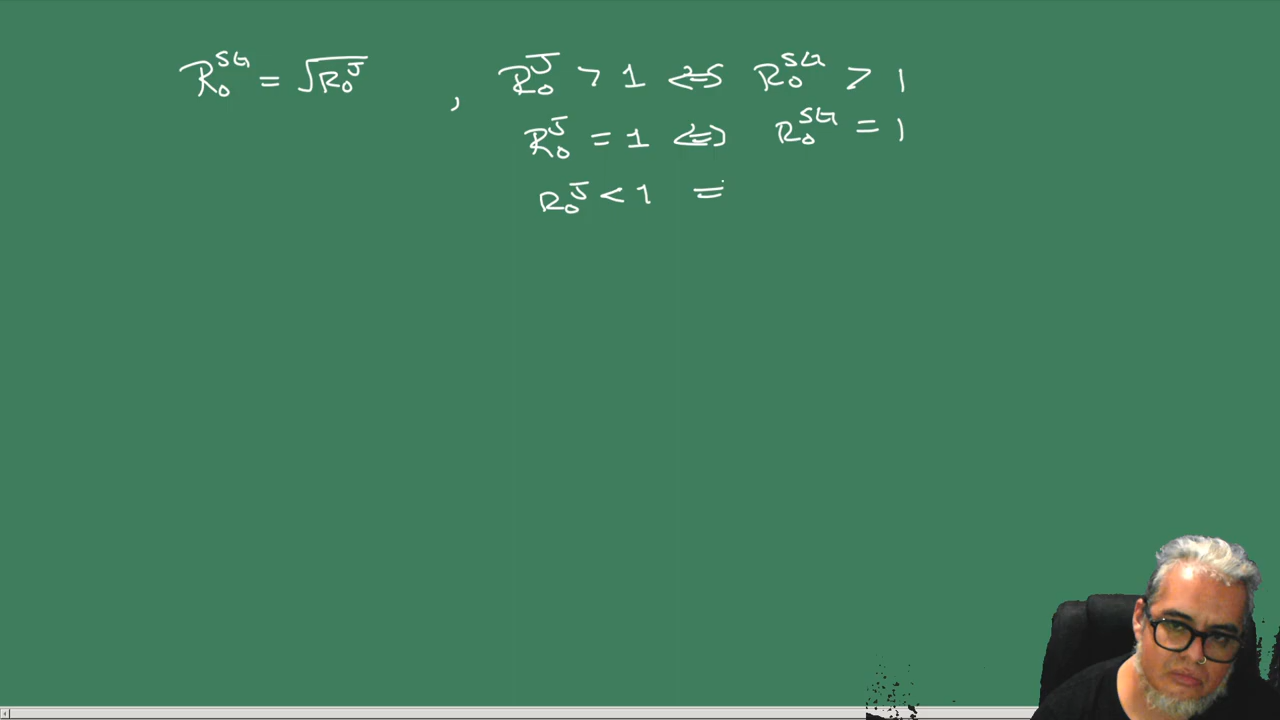 R₀^SG = √R₀^J , R₀^J > 1 <=> R₀^SG > 1
R₀^J = 1 <=> R₀^SG = 1
R₀^J < 1 =